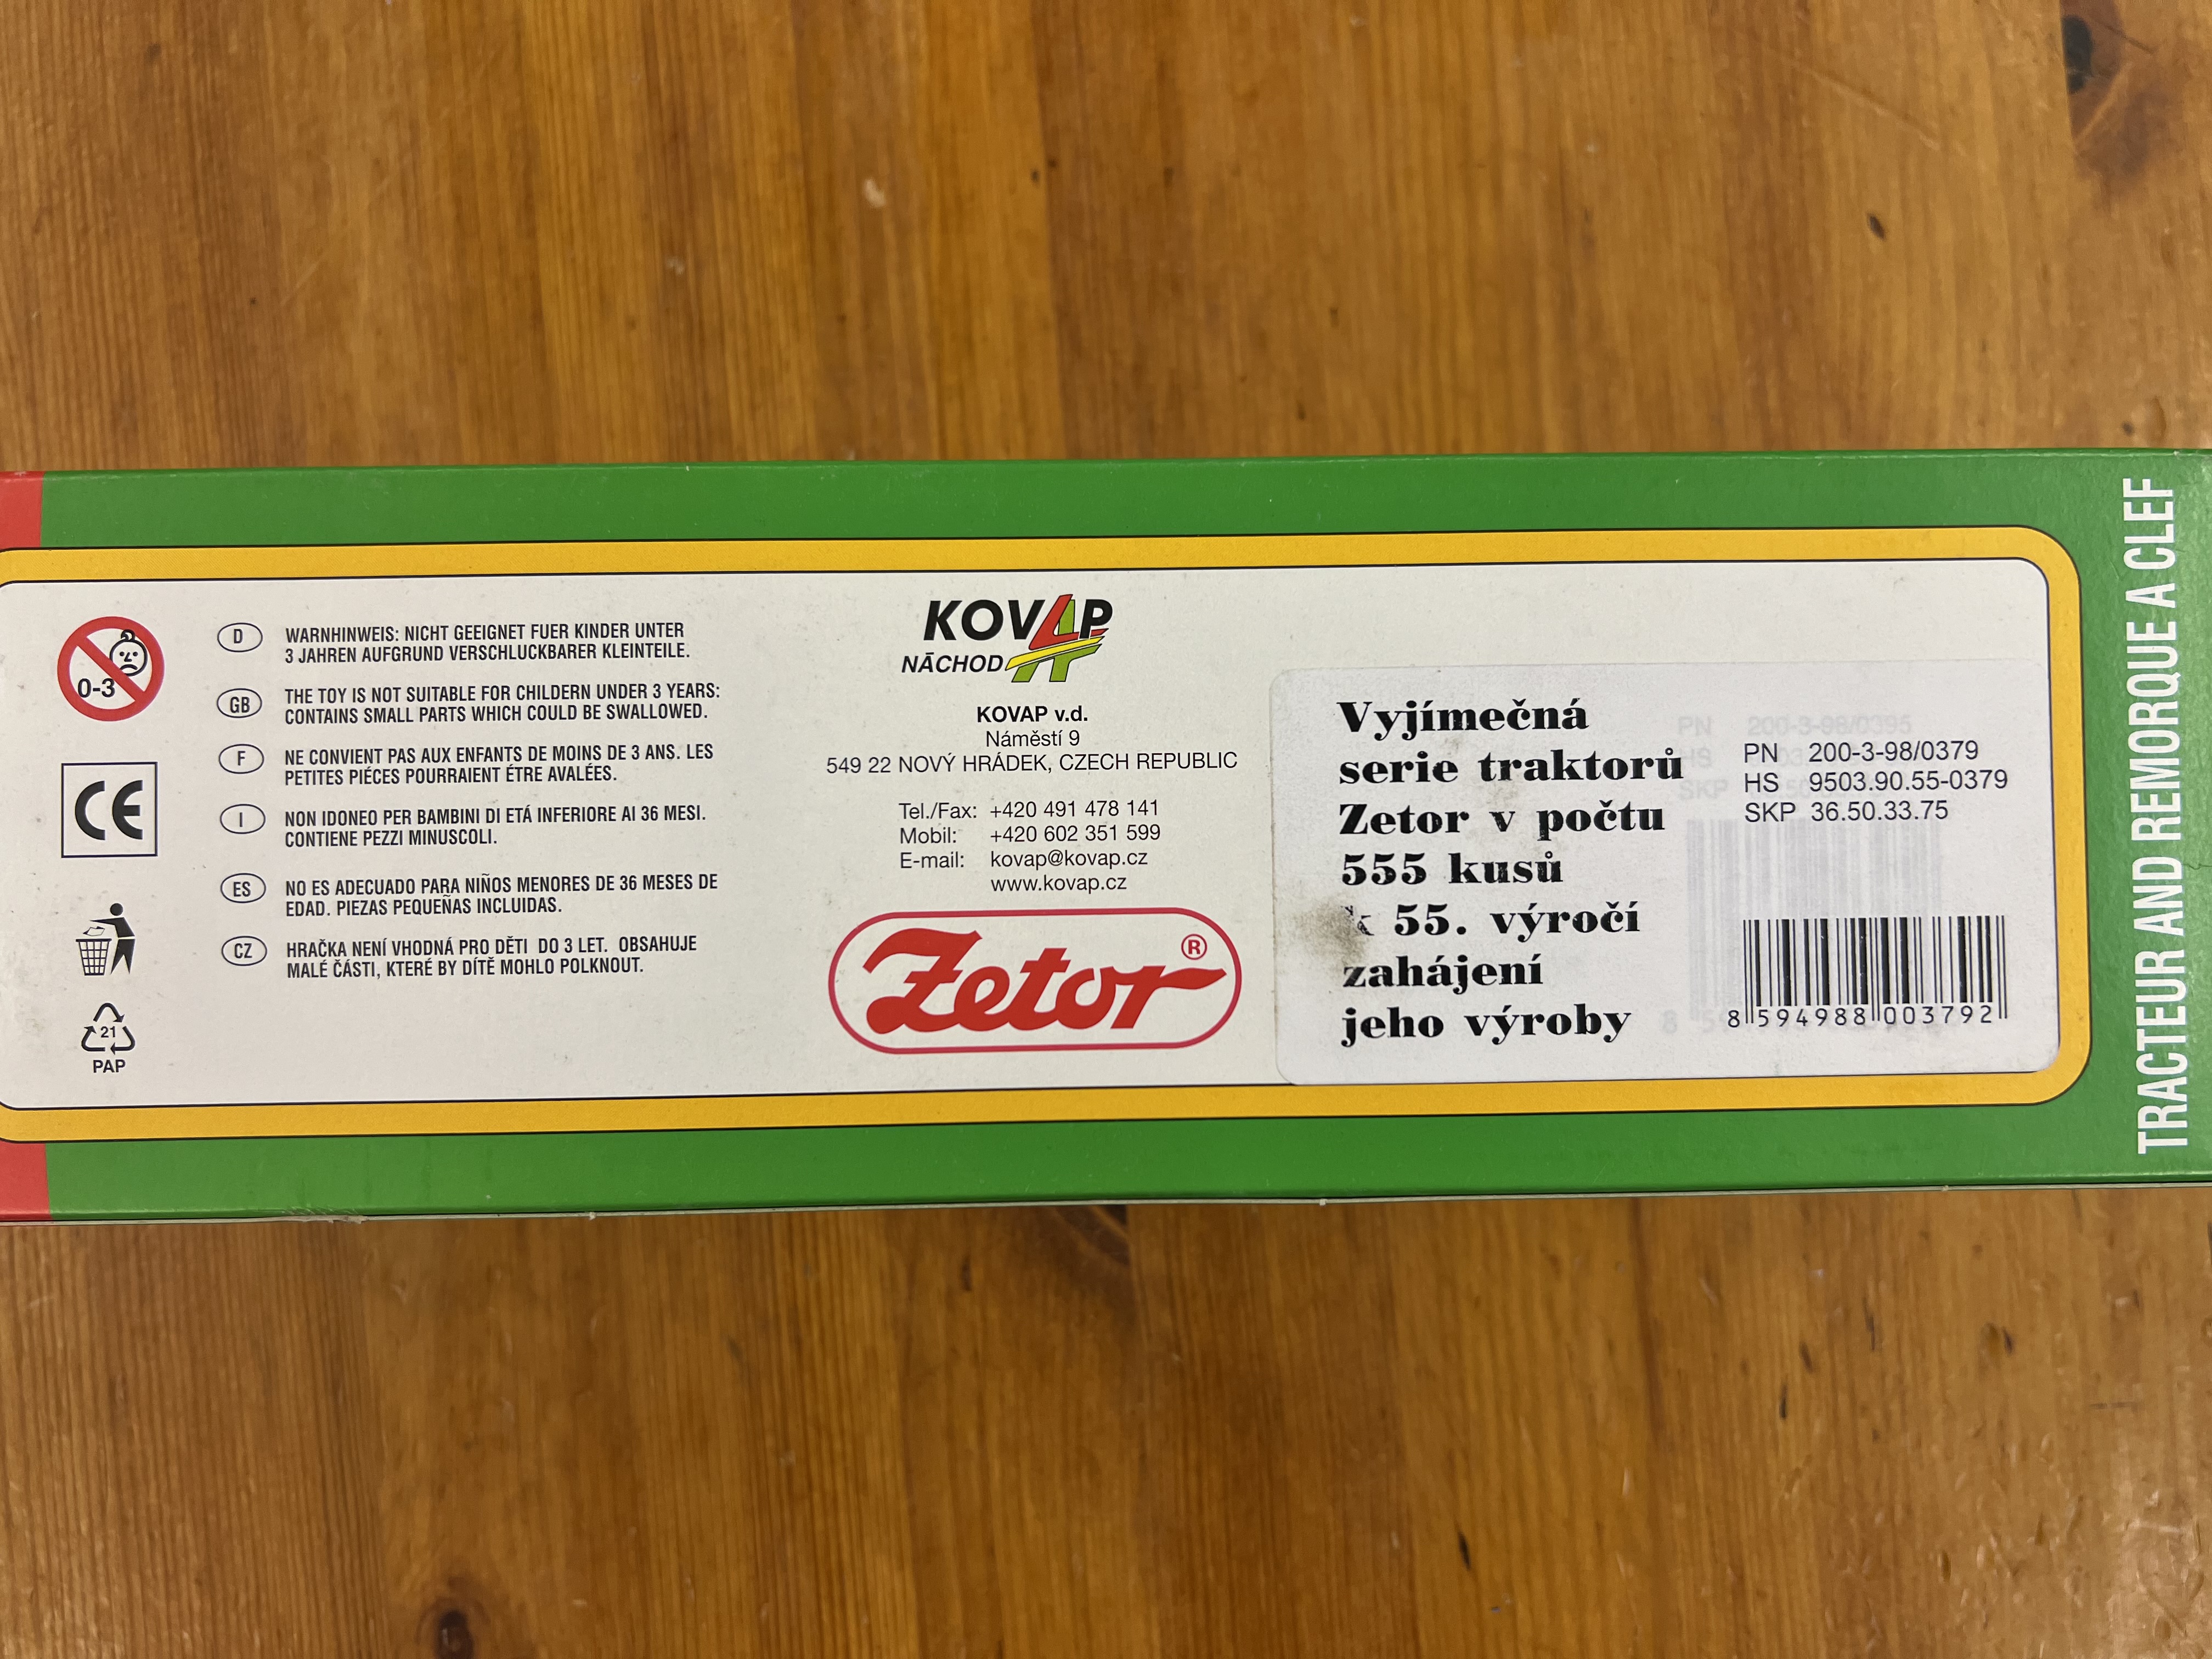 0-3
CE
21
PAP
D
WARNHINWEIS: NICHT GEEIGNET FUER KINDER UNTER
3 JAHREN AUFGRUND VERSCHLUCKBARER KLEINTEILE.
GB
THE TOY IS NOT SUITABLE FOR CHILDERN UNDER 3 YEARS:
CONTAINS SMALL PARTS WHICH COULD BE SWALLOWED.
F
NE CONVIENT PAS AUX ENFANTS DE MOINS DE 3 ANS. LES
PETITES PIÉCES POURRAIENT ÉTRE AVALÉES.
I
NON IDONEO PER BAMBINI DI ETÁ INFERIORE AI 36 MESI.
CONTIENE PEZZI MINUSCOLI.
ES
NO ES ADECUADO PARA NIÑOS MENORES DE 36 MESES DE
EDAD. PIEZAS PEQUEÑAS INCLUIDAS.
CZ
HRAČKA NENÍ VHODNÁ PRO DĚTI DO 3 LET. OBSAHUJE
MALÉ ČÁSTI, KTERÉ BY DÍTĚ MOHLO POLKNOUT.
KOVAP
NÁCHOD
KOVAP v.d.
Náměstí 9
549 22 NOVÝ HRÁDEK, CZECH REPUBLIC
Tel./Fax: +420 491 478 141
Mobil: +420 602 351 599
E-mail: kovap@kovap.cz
www.kovap.cz
Zetor ®
Vyjímečná
serie traktorů
Zetor v počtu
555 kusů
k 55. výročí
zahájení
jeho výroby
PN 200-3-98/0379
HS 9503.90.55-0379
SKP 36.50.33.75
8 594988 003792
TRACTEUR AND REMORQUE A CLEF